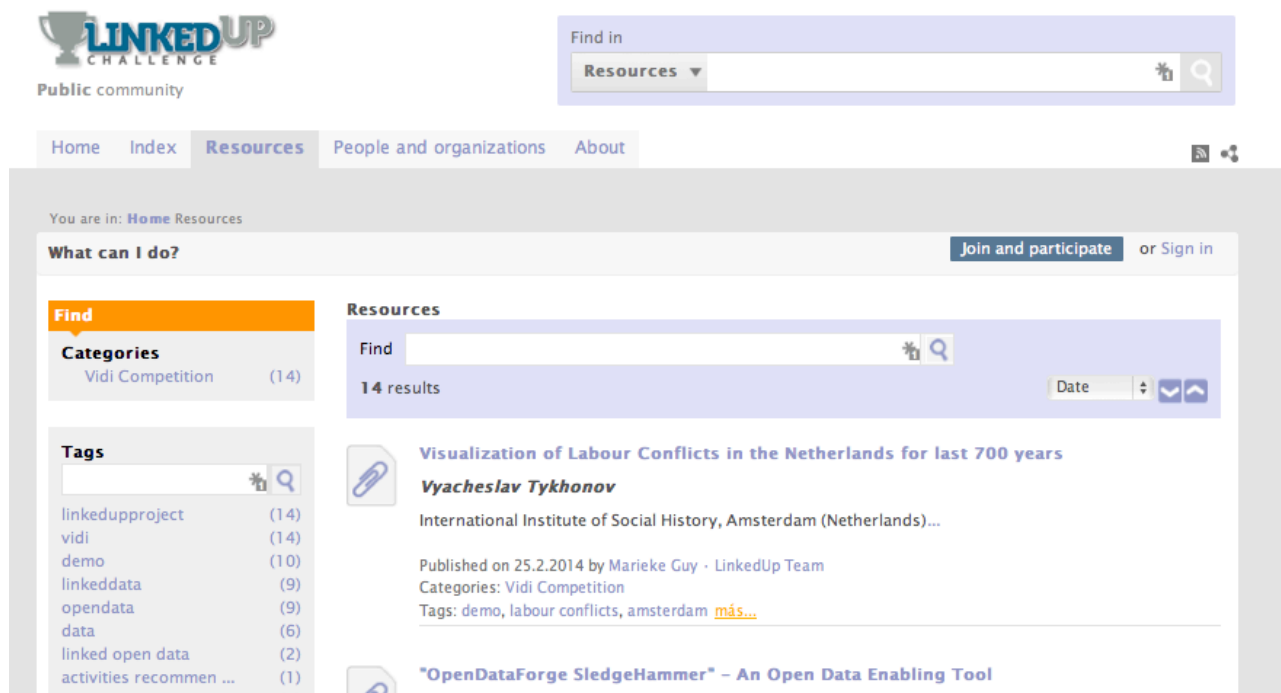 LINKEDUP
CHALLENGE
Public community
Find in
Resources
Home Index Resources People and organizations About
You are in: Home Resources
What can I do?
Join and participate or Sign in
Find
Categories
Vidi Competition (14)
Tags
linkedupproject (14)
vidi (14)
demo (10)
linkeddata (9)
opendata (9)
data (6)
linked open data (2)
activities recommen ... (1)
Resources
Find
14 results
Date
Visualization of Labour Conflicts in the Netherlands for last 700 years
Vyacheslav Tykhonov
International Institute of Social History, Amsterdam (Netherlands)...
Published on 25.2.2014 by Marieke Guy · LinkedUp Team
Categories: Vidi Competition
Tags: demo, labour conflicts, amsterdam más...
"OpenDataForge SledgeHammer" – An Open Data Enabling Tool